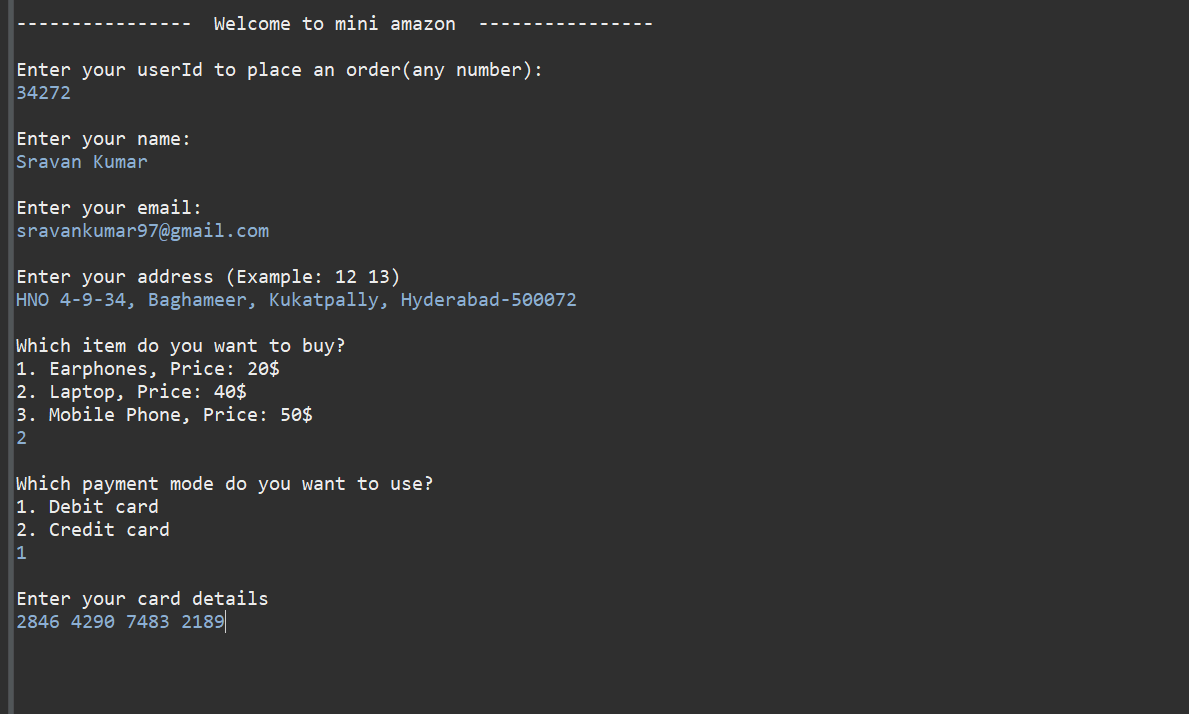 ----------------  Welcome to mini amazon  ----------------
Enter your userId to place an order(any number):
34272
Enter your name:
Sravan Kumar
Enter your email:
sravankumar97@gmail.com
Enter your address (Example: 12 13)
HNO 4-9-34, Baghameer, Kukatpally, Hyderabad-500072
Which item do you want to buy?
1. Earphones, Price: 20$
2. Laptop, Price: 40$
3. Mobile Phone, Price: 50$
2
Which payment mode do you want to use?
1. Debit card
2. Credit card
1
Enter your card details
2846 4290 7483 2189